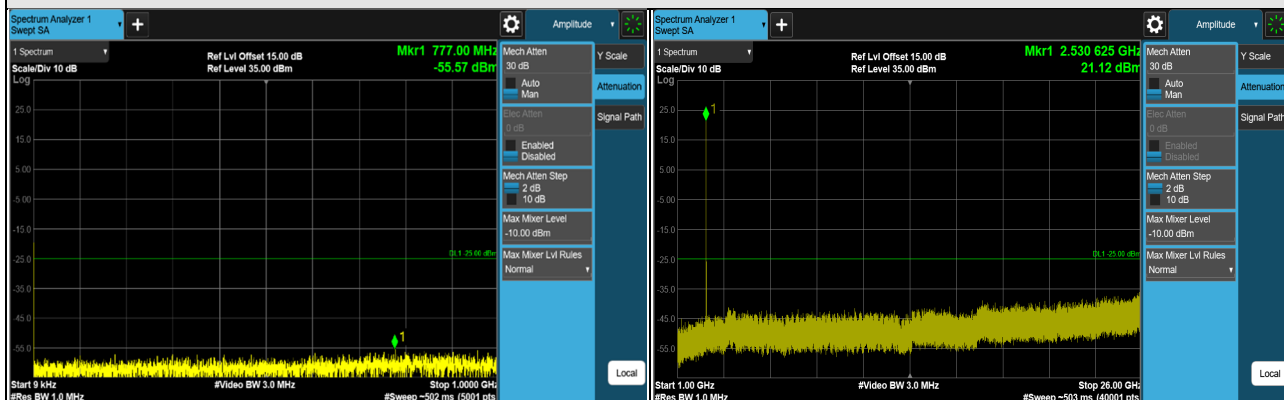 Spectrum Analyzer 1
Swept SA
+
Amplitude
1 Spectrum
Scale/Div 10 dB
Log
Ref Lvl Offset 15.00 dB
Ref Level 35.00 dBm
Mkr1 777.00 MHz
-55.57 dBm
25.0
15.0
5.00
-5.00
-15.0
-25.0
-35.0
-45.0
-55.0
DL1 -25.00 dBm
1
Start 9 kHz
#Res BW 1.0 MHz
#Video BW 3.0 MHz
Stop 1.0000 GHz
#Sweep ~502 ms (5001 pts)
Mech Atten
30 dB
Auto
Man
Elec Atten
0 dB
Enabled
Disabled
Mech Atten Step
2 dB
10 dB
Max Mixer Level
-10.00 dBm
Max Mixer Lvl Rules
Normal
Y Scale
Attenuation
Signal Path
Local
Spectrum Analyzer 1
Swept SA
+
Amplitude
1 Spectrum
Scale/Div 10 dB
Log
Ref Lvl Offset 15.00 dB
Ref Level 35.00 dBm
Mkr1 2.530 625 GHz
21.12 dBm
25.0
15.0
5.00
-5.00
-15.0
-25.0
-35.0
-45.0
-55.0
DL1 -25.00 dBm
1
Start 1.00 GHz
#Res BW 1.0 MHz
#Video BW 3.0 MHz
Stop 26.00 GHz
#Sweep ~503 ms (40001 pts)
Mech Atten
30 dB
Auto
Man
Elec Atten
0 dB
Enabled
Disabled
Mech Atten Step
2 dB
10 dB
Max Mixer Level
-10.00 dBm
Max Mixer Lvl Rules
Normal
Y Scale
Attenuation
Signal Path
Local